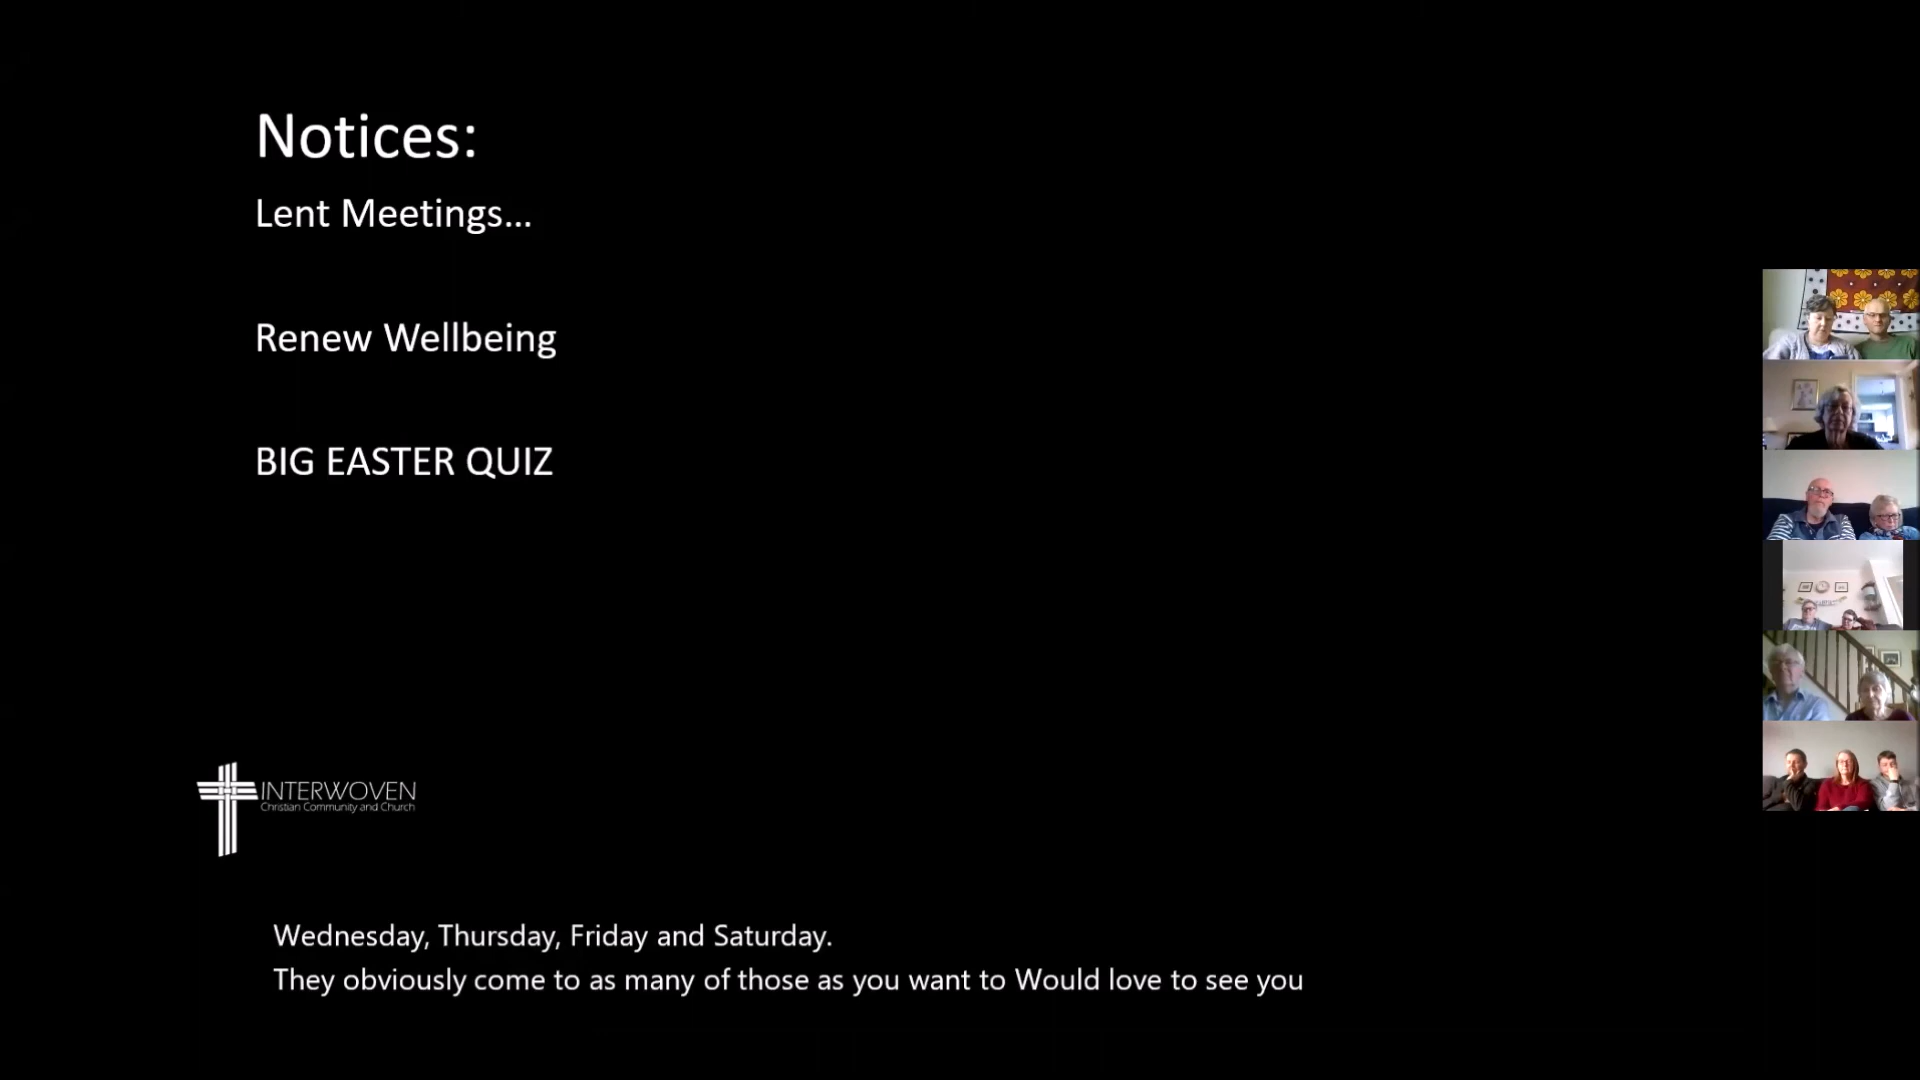 Notices:
Lent Meetings...
Renew Wellbeing
BIG EASTER QUIZ
INTERWOVEN
Christian Community and Church
Wednesday, Thursday, Friday and Saturday.
They obviously come to as many of those as you want to Would love to see you